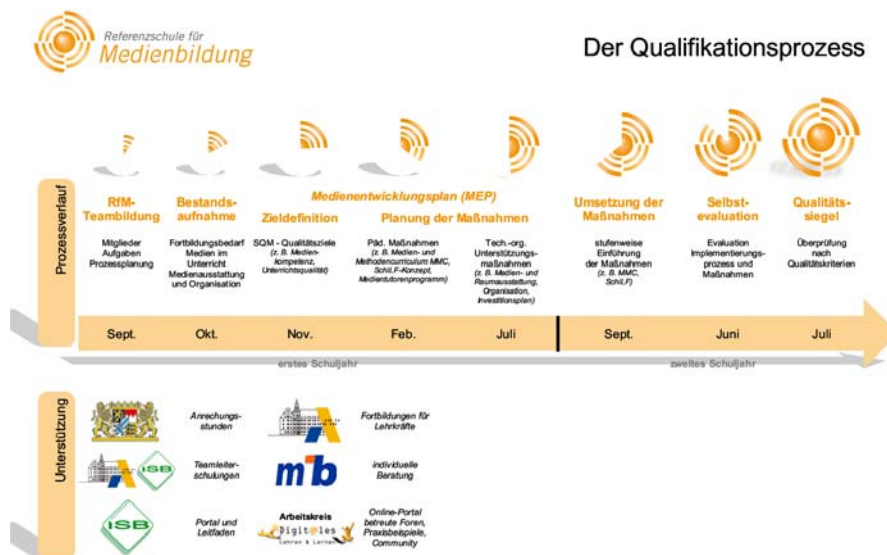 Referenzschule für
Medienbildung
Der Qualifikationsprozess
Prozessverlauf
RfM-
Teambildung
Mitglieder
Aufgaben
Prozessplanung
Bestands-
aufnahme
Fortbildungsbedarf
Medien im
Unterricht
Medienausstattung
und Organisation
Medienentwicklungsplan (MEP)
Zieldefinition
SQM - Qualitätsziele
(z. B. Medien-
kompetenz,
Unterrichtsqualität)
Planung der Maßnahmen
Päd. Maßnahmen
(z. B. Medien- und
Methodencurriculum MMC,
SchiLF-Konzept,
Medientutorenprogramm)
Tech.-org.
Unterstützungs-
maßnahmen
(z. B. Medien- und
Raumausstattung,
Organisation,
Investitionsplan)
Umsetzung der
Maßnahmen
stufenweise
Einführung
der Maßnahmen
(z. B. MMC,
SchiLF)
Selbst-
evaluation
Evaluation
Implementierungs-
prozess und
Maßnahmen
Qualitäts-
siegel
Überprüfung
nach
Qualitätskriterien
Sept.
Okt.
Nov.
Feb.
Juli
Sept.
Juni
Juli
erstes Schuljahr
zweites Schuljahr
Unterstützung
Anrechungs-
stunden
Fortbildungen für
Lehrkräfte
ISB
Teamleiter-
schulungen
mib
individuelle
Beratung
ISB
Portal und
Leitfaden
Arbeitskreis
Digit@les
Lehren & Lernen
Online-Portal
betreute Foren,
Praxisbeispiele,
Community